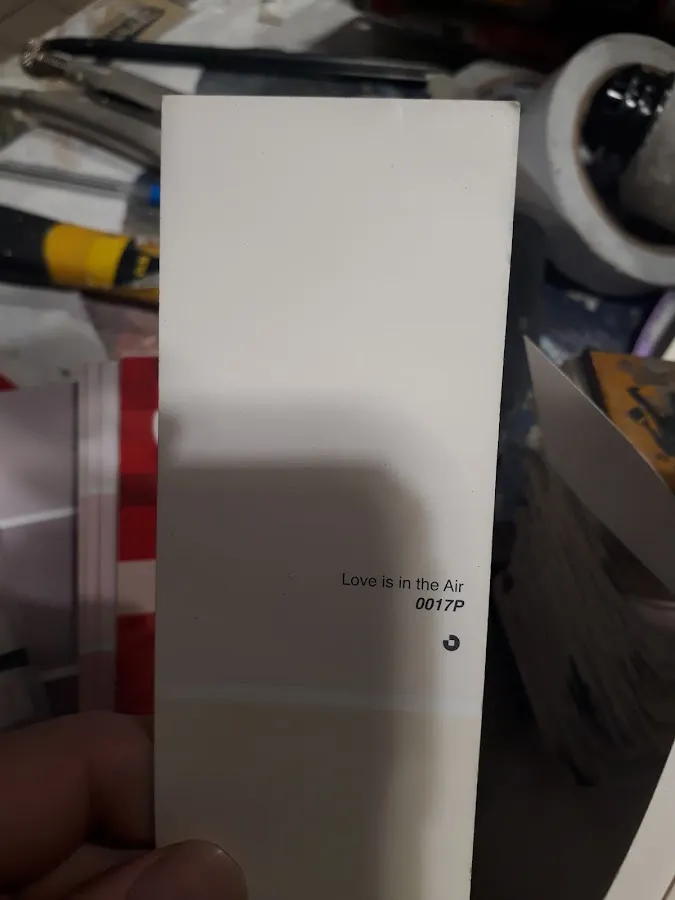 Love is in the Air
0017P